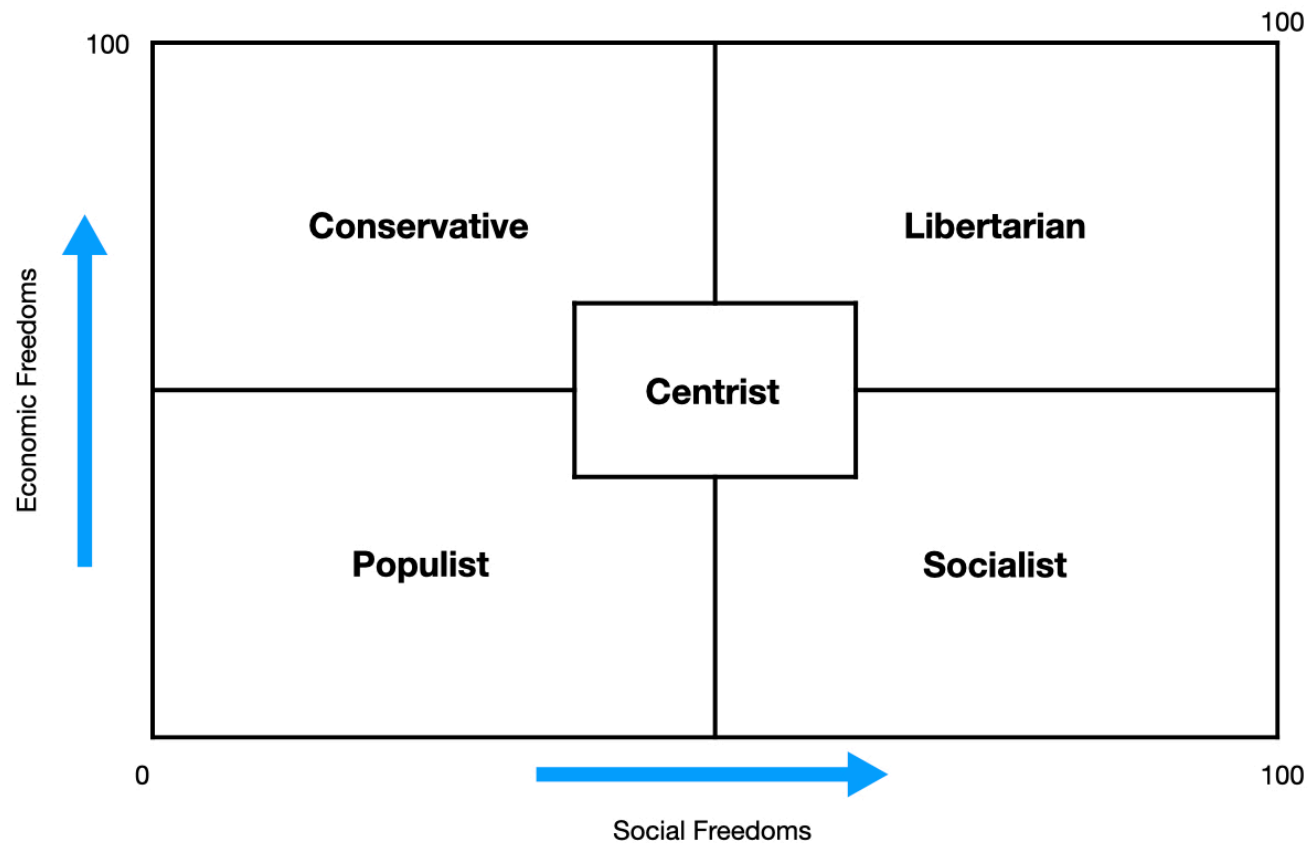 100
100
Conservative
Libertarian
Economic Freedoms
Centrist
Populist
Socialist
0
100
Social Freedoms